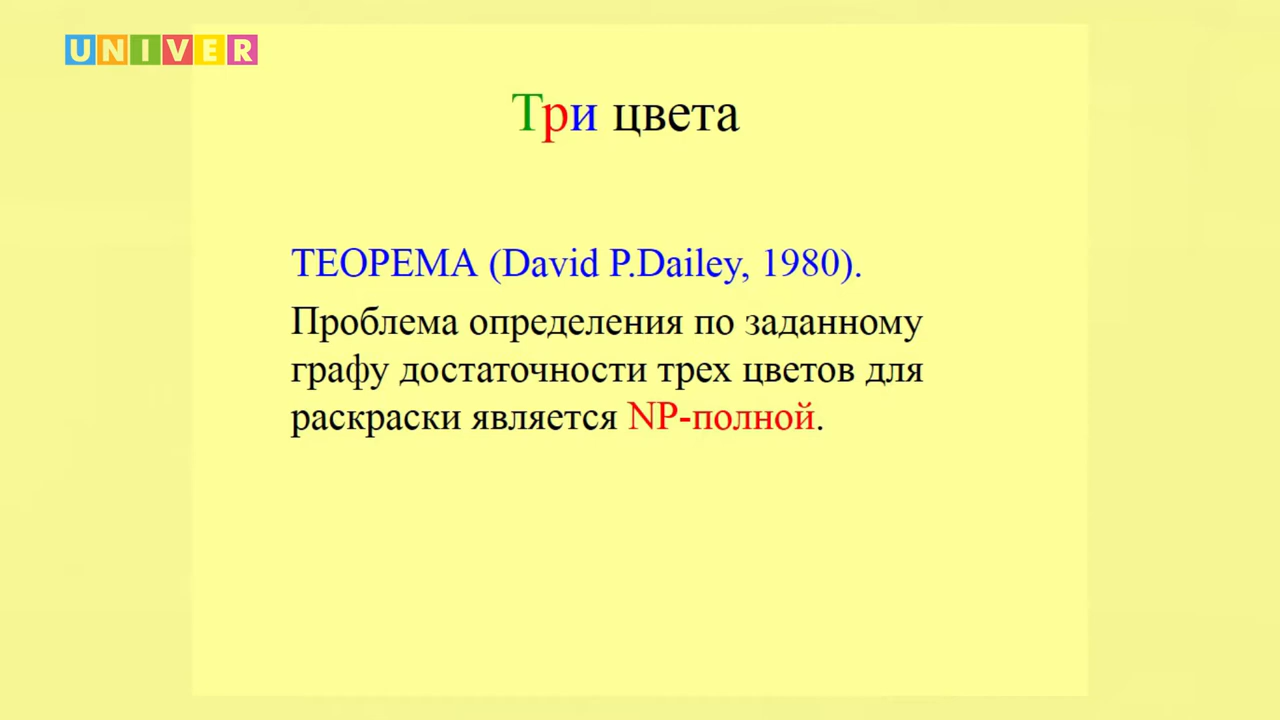 UNIVER
Три цвета
ТЕОРЕМА (David P.Dailey, 1980).
Проблема определения по заданному
графу достаточности трех цветов для
раскраски является NP-полной.